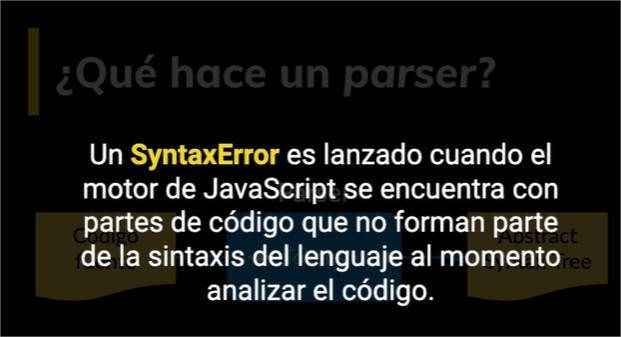 ¿Qué hace un parser?
Un SyntaxError es lanzado cuando el
motor de JavaScript se encuentra con
partes de código que no forman parte
de la sintaxis del lenguaje al momento
analizar el código.
Parser
Código
fuente
Abstract
Syntax Tree